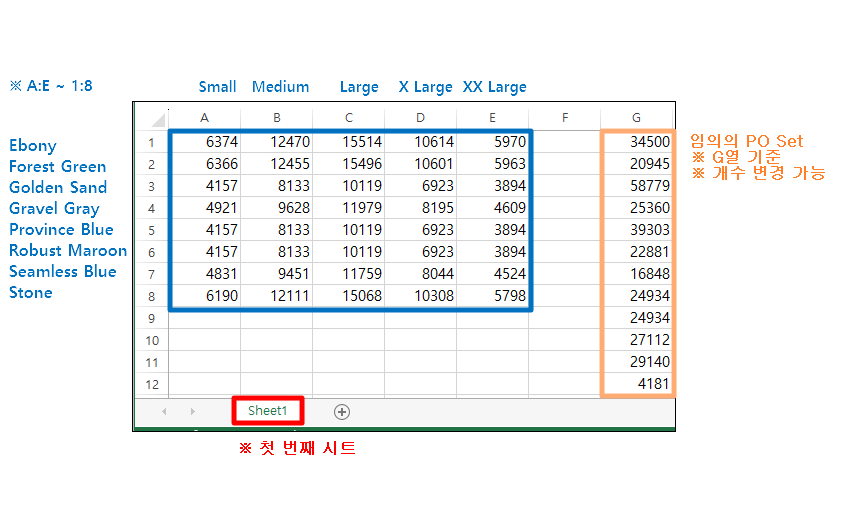 ※ A:E ~ 1:8 Small Medium Large X Large XX Large
A B C D E F G
Ebony 1 6374 12470 15514 10614 5970 34500 임의의 PO Set
Forest Green 2 6366 12455 15496 10601 5963 20945 ※ G열 기준
Golden Sand 3 4157 8133 10119 6923 3894 58779 ※ 개수 변경 가능
Gravel Gray 4 4921 9628 11979 8195 4609 25360
Province Blue 5 4157 8133 10119 6923 3894 39303
Robust Maroon 6 4157 8133 10119 6923 3894 22881
Seamless Blue 7 4831 9451 11759 8044 4524 16848
Stone 8 6190 12111 15068 10308 5798 24934
9 24934
10 27112
11 29140
12 4181
Sheet1
※ 첫 번째 시트